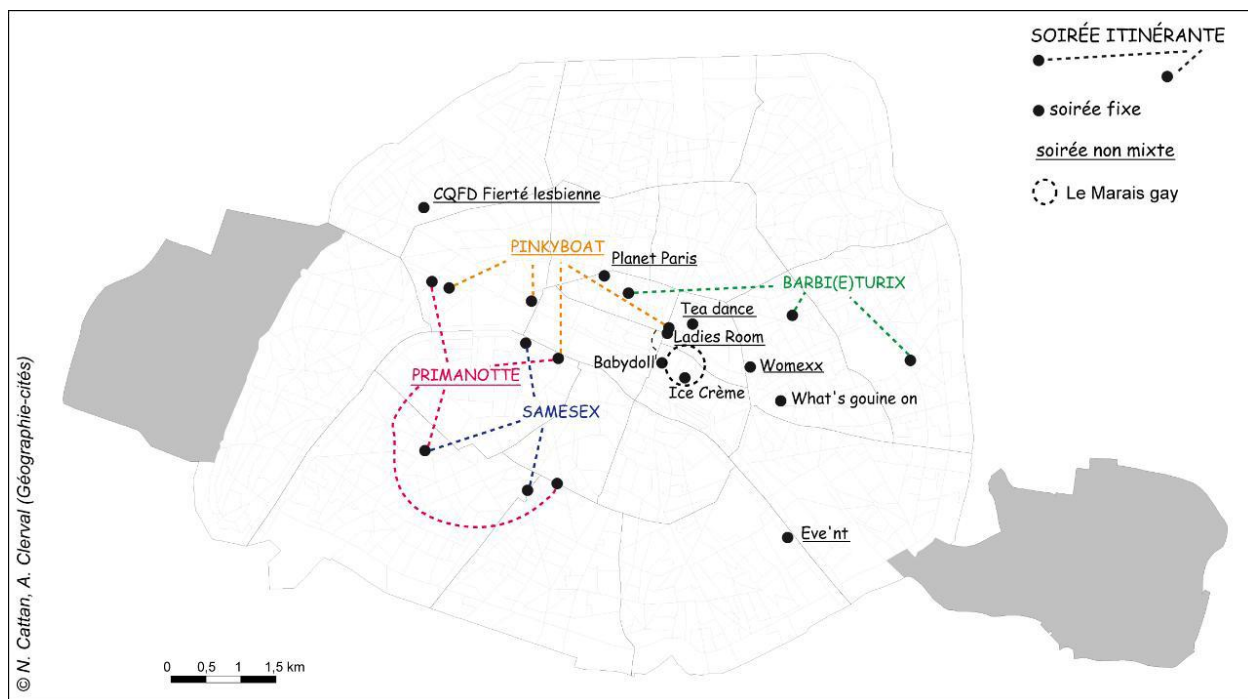 SOIRÉE ITINÉRANTE
soirée fixe
soirée non mixte
Le Marais gay
CQFD Fierté lesbienne
PINKYBOAT
Planet Paris
BARBI(E)TURIX
Tea dance
Ladies Room
Babydoll
Womexx
PRIMANOTTE
Ice Crème
What's gouine on
SAMESEX
Eve'nt
0 0,5 1 1,5 km
© N. Cattan, A. Clerval (Géographie-cités)